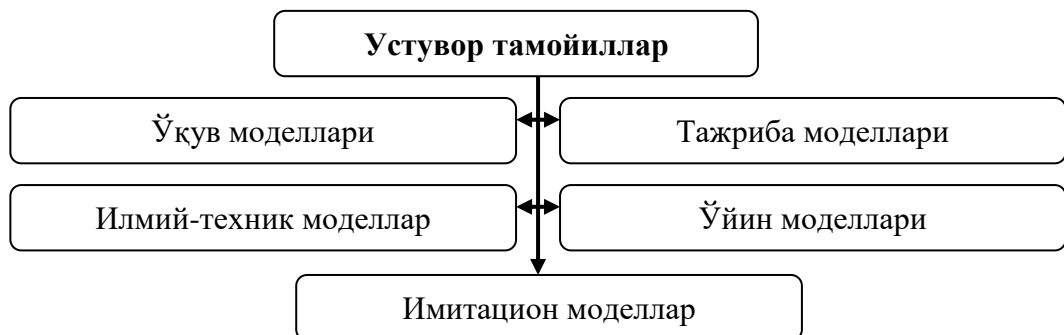 Устувор тамойиллар
Ўқув моделлари
Тажриба моделлари
Илмий-техник моделлар
Ўйин моделлари
Имитацион моделлар